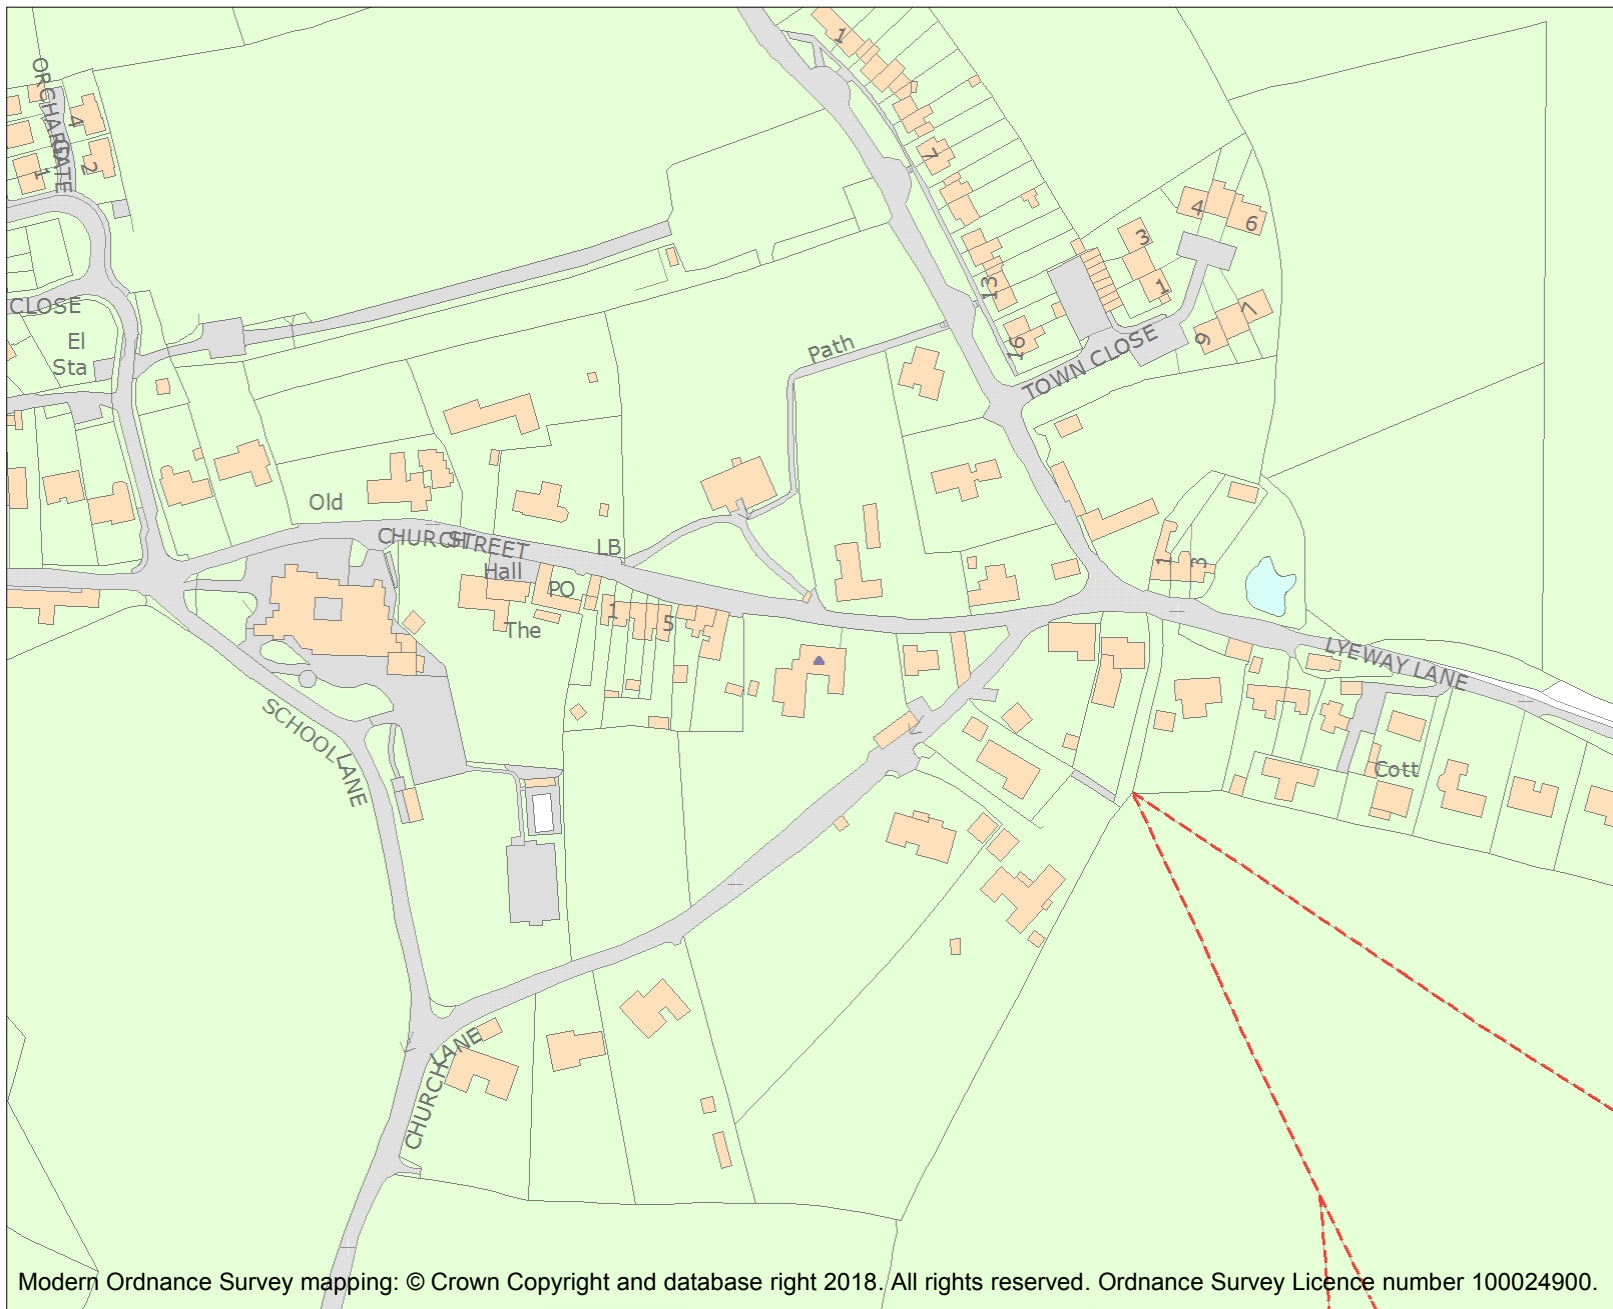 1
ORCHARD
GATE
4
2
1
7
4
6
3
1
13
CLOSE
El
Sta
Path
16
TOWN CLOSE
9
7
Old
CHURCH STREET
LB
Hall
PO
The
1
5
1
3
LYEWAY LANE
SCHOOL LANE
Cott
CHURCH LANE
Modern Ordnance Survey mapping: © Crown Copyright and database right 2018. All rights reserved. Ordnance Survey Licence number 100024900.